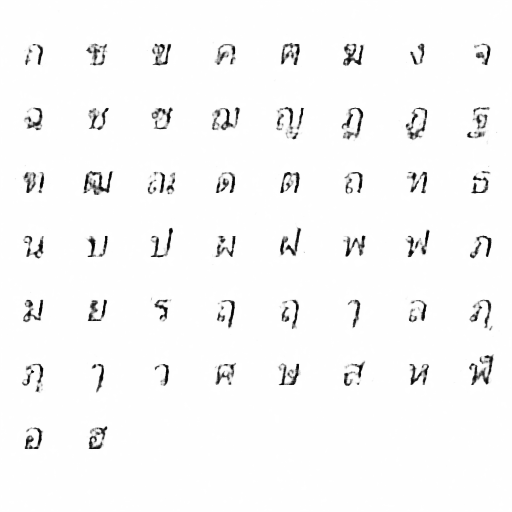 ก ข ฃ ค ฅ ฆ ง จ
ฉ ช ซ ฌ ญ ฎ ฏ ฐ
ฑ ฒ ณ ด ต ถ ท ธ
น บ ป ผ ฝ พ ฟ ภ
ม ย ร ฤ ฤ ๅ ล ฦ
ฦ ๅ ว ศ ษ ส ห ฬ
อ ฮ